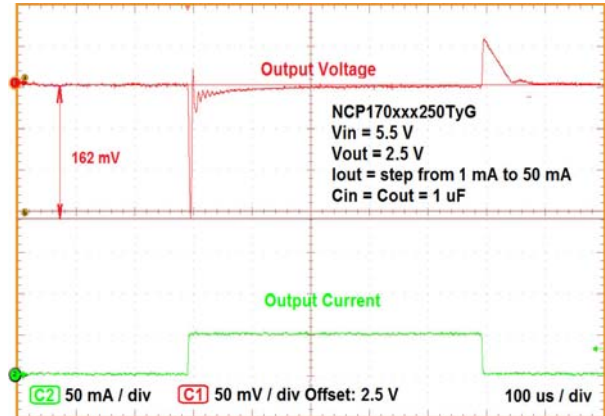 Output Voltage
NCP170xxx250TyG
Vin = 5.5 V
Vout = 2.5 V
Iout = step from 1 mA to 50 mA
Cin = Cout = 1 uF
162 mV
Output Current
C2 50 mA / div C1 50 mV / div Offset: 2.5 V 100 us / div